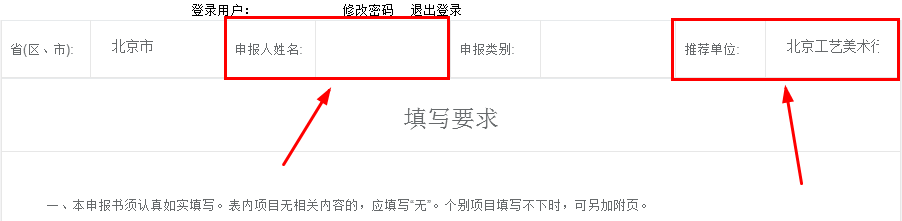 登录用户： 修改密码 退出登录
省(区、市): 北京市 申报人姓名: 申报类别: 推荐单位: 北京工艺美术行
填写要求
一、本申报书须认真如实填写。表内项目无相关内容的，应填写“无”。个别项目填写不下时，可另加附页。